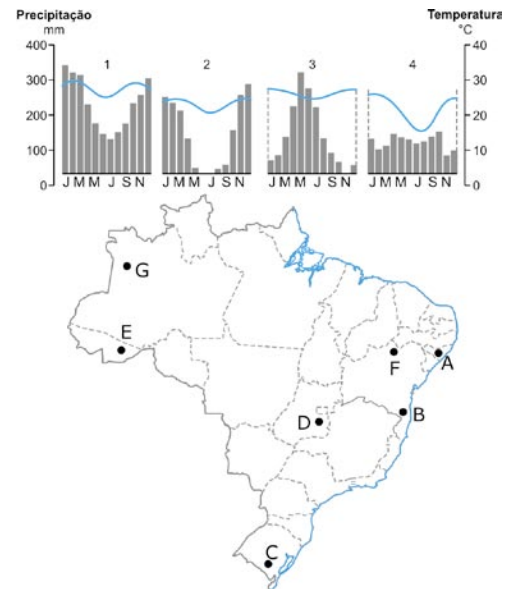 Precipitação Temperatura
mm °C
400 1 2 3 4 40
300 30
200 20
100 10
0 0
J M M J S N J M M J S N J M M J S N J M M J S N
G
E
F
A
B
D
C